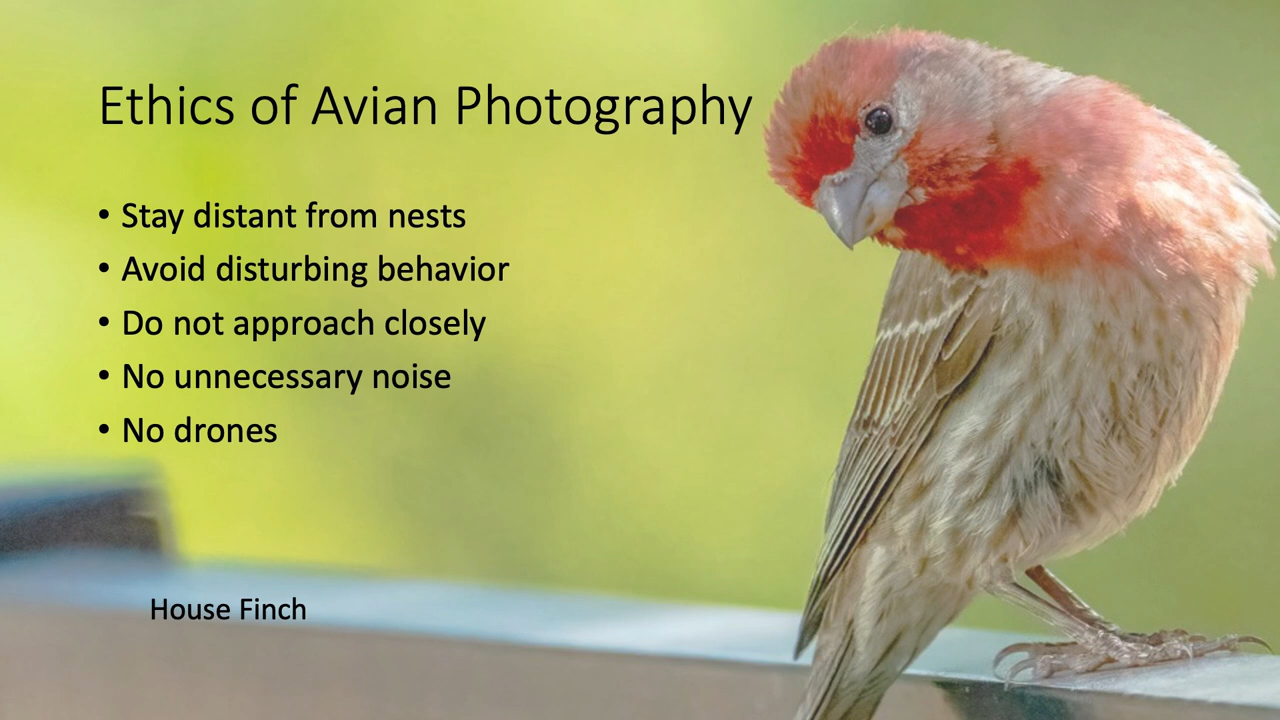 Ethics of Avian Photography
• Stay distant from nests
• Avoid disturbing behavior
• Do not approach closely
• No unnecessary noise
• No drones
House Finch